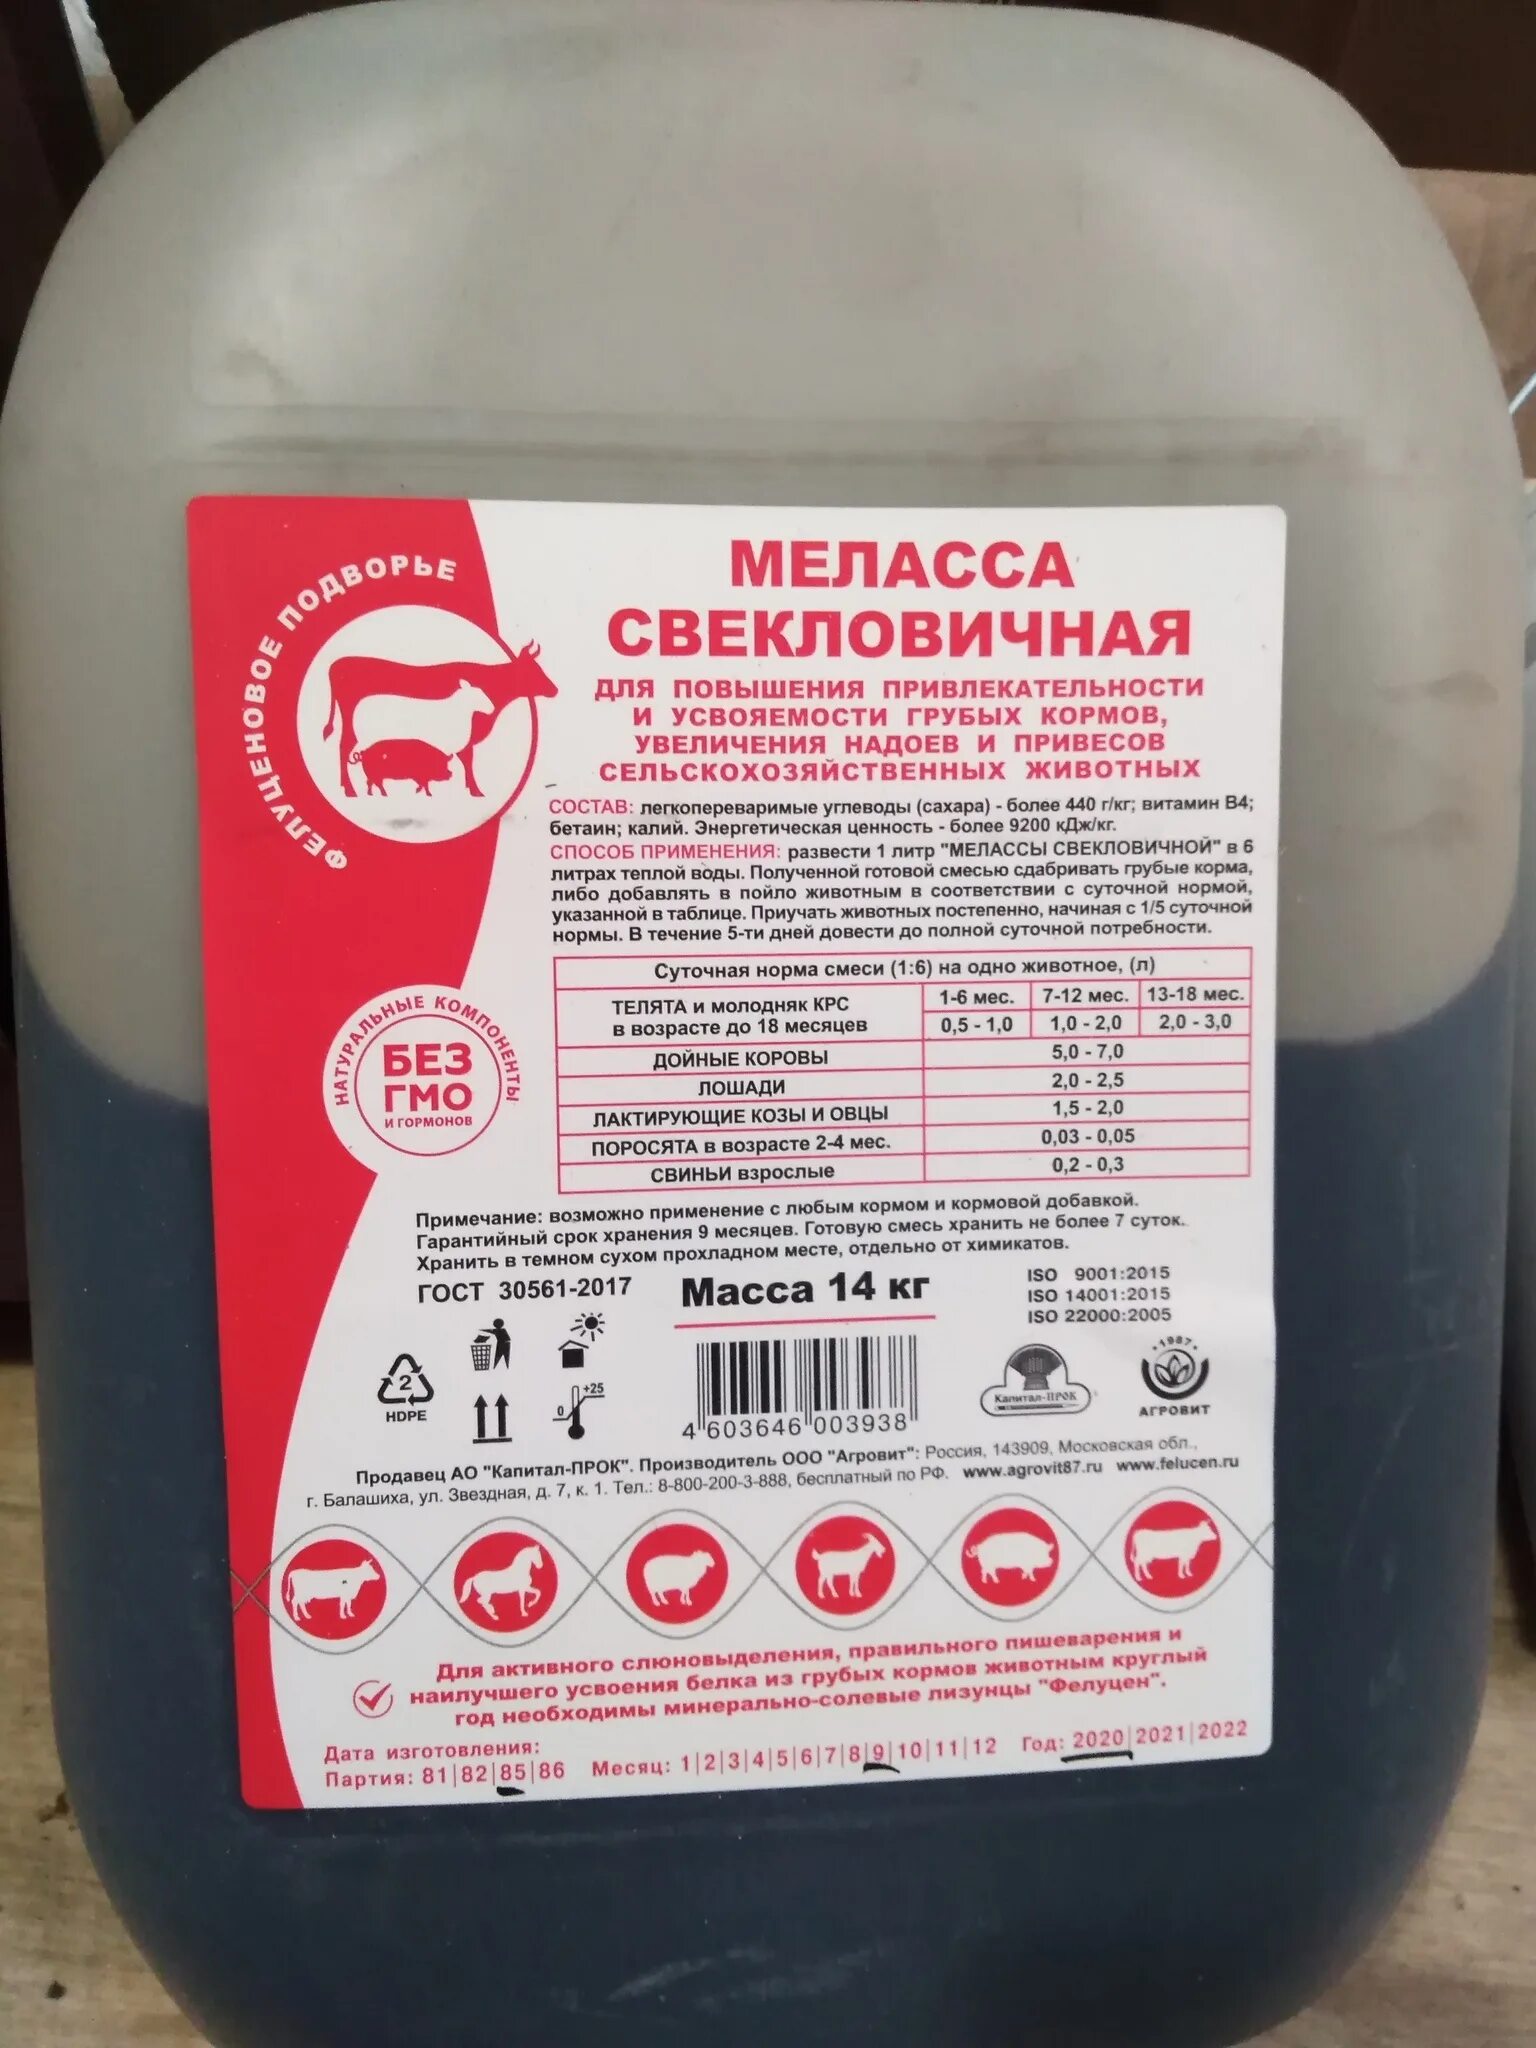 ФЕЛУЦЕНОВОЕ ПОДВОРЬЕ
МЕЛАССА
СВЕКЛОВИЧНАЯ
ДЛЯ ПОВЫШЕНИЯ ПРИВЛЕКАТЕЛЬНОСТИ
И УСВОЯЕМОСТИ ГРУБЫХ КОРМОВ,
УВЕЛИЧЕНИЯ НАДОЕВ И ПРИВЕСОВ
СЕЛЬСКОХОЗЯЙСТВЕННЫХ ЖИВОТНЫХ
СОСТАВ: легкопереваримые углеводы (сахара) - более 440 г/кг; витамин В4;
бетаин; калий. Энергетическая ценность - более 9200 кДж/кг.
СПОСОБ ПРИМЕНЕНИЯ: развести 1 литр "МЕЛАССЫ СВЕКЛОВИЧНОЙ" в 6
литрах теплой воды. Полученной готовой смесью сдабривать грубые корма,
либо добавлять в пойло животным в соответствии с суточной нормой,
указанной в таблице. Приучать животных постепенно, начиная с 1/5 суточной
нормы. В течение 5-ти дней довести до полной суточной потребности.
Суточная норма смеси (1:6) на одно животное, (л)
ТЕЛЯТА и молодняк КРС
в возрасте до 18 месяцев
1-6 мес. 7-12 мес. 13-18 мес.
0,5 - 1,0 1,0 - 2,0 2,0 - 3,0
ДОЙНЫЕ КОРОВЫ 5,0 - 7,0
ЛОШАДИ 2,0 - 2,5
ЛАКТИРУЮЩИЕ КОЗЫ И ОВЦЫ 1,5 - 2,0
ПОРОСЯТА в возрасте 2-4 мес. 0,03 - 0,05
СВИНЬИ взрослые 0,2 - 0,3
НАТУРАЛЬНЫЕ КОМПОНЕНТЫ
БЕЗ
ГМО
И ГОРМОНОВ
Примечание: возможно применение с любым кормом и кормовой добавкой.
Гарантийный срок хранения 9 месяцев. Готовую смесь хранить не более 7 суток.
Хранить в темном сухом прохладном месте, отдельно от химикатов.
ГОСТ 30561-2017
Масса 14 кг
ISO 9001:2015
ISO 14001:2015
ISO 22000:2005
2
HDPE
0 +25
4 603646 003938
Капитал-ПРОК
1987
АГРОВИТ
Продавец АО "Капитал-ПРОК". Производитель ООО "Агровит": Россия, 143909, Московская обл.,
г. Балашиха, ул. Звездная, д. 7, к. 1. Тел.: 8-800-200-3-888, бесплатный по РФ. www.agrovit87.ru www.felucen.ru
Для активного слюновыделения, правильного пищеварения и
наилучшего усвоения белка из грубых кормов животным круглый
год необходимы минерально-солевые лизунцы "Фелуцен".
Дата изготовления:
Партия: 81|82|85|86 Месяц: 1|2|3|4|5|6|7|8|9|10|11|12 Год: 2020|2021|2022